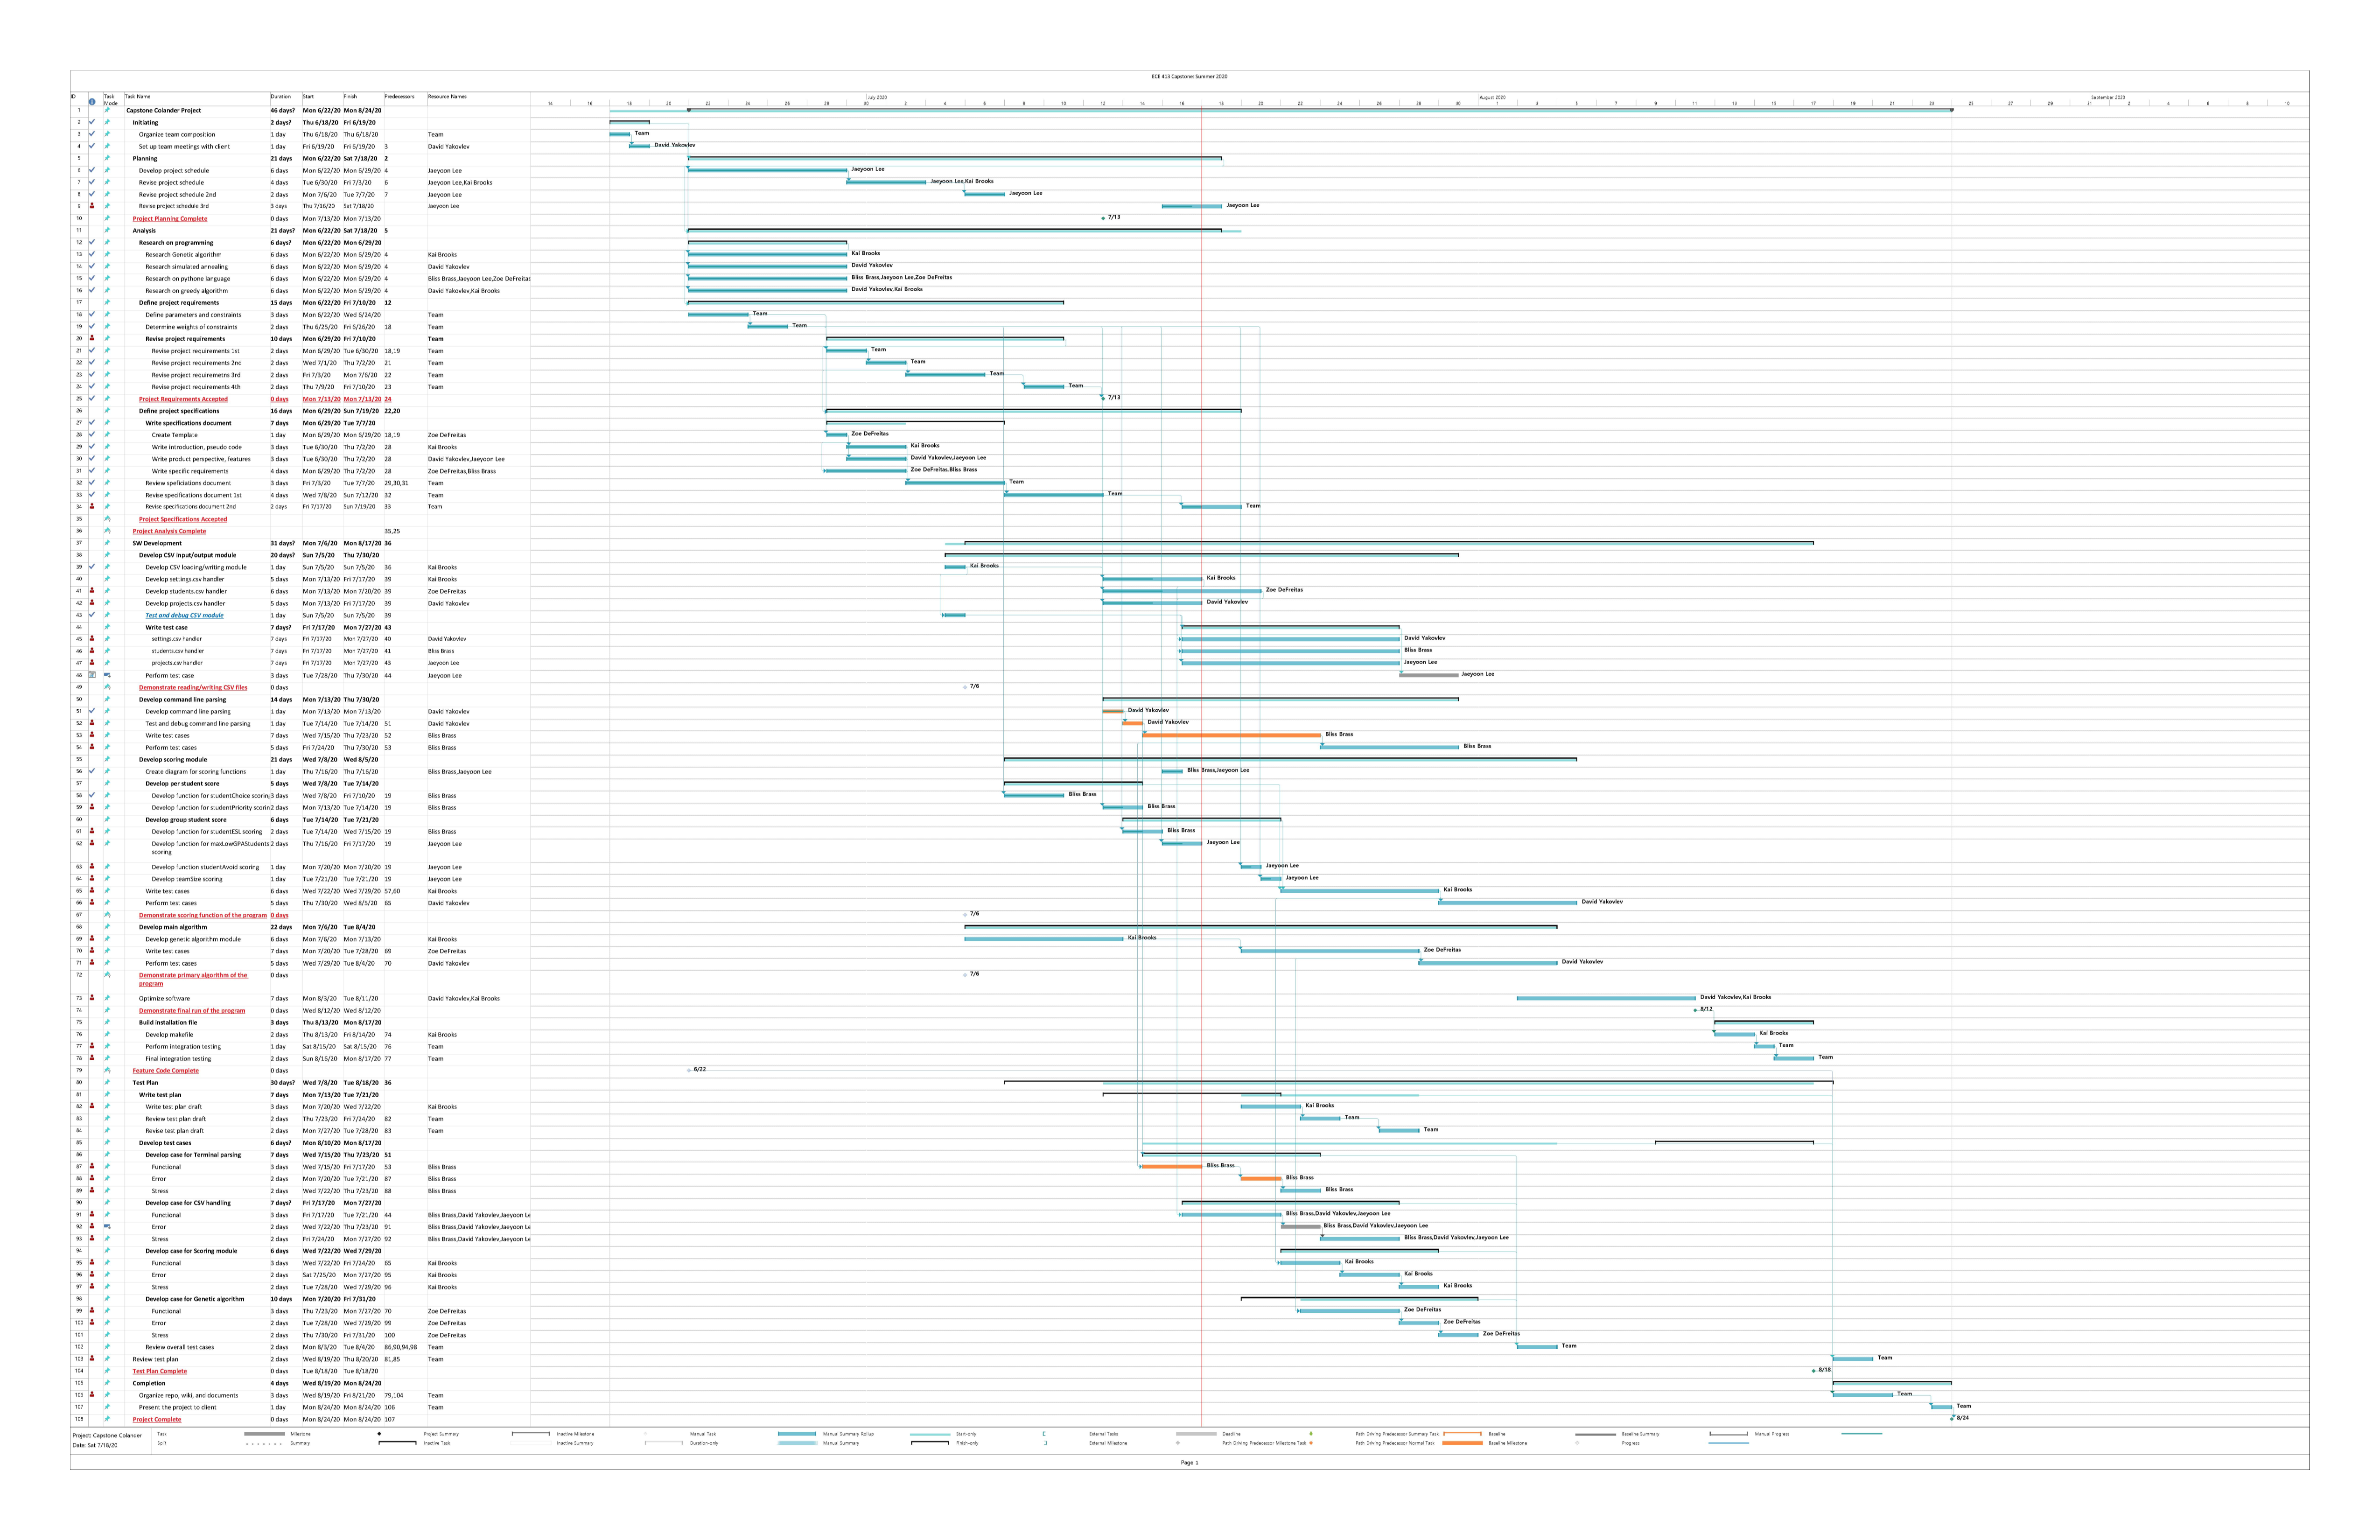 ECE 413 Capstone: Summer 2020
ID Task Mode Task Name Duration Start Finish Predecessors Resource Names
July 2020 August 2020 September 2020
14 16 18 20 22 24 26 28 30 2 4 6 8 10 12 14 16 18 20 22 24 26 28 30 1 3 5 7 9 11 13 15 17 19 21 23 25 27 29 31 2 4 6 8 10
1 Capstone Colander Project 46 days? Mon 6/22/20 Mon 8/24/20
2 Initiating 2 days? Thu 6/18/20 Fri 6/19/20
3 Organize team composition 1 day Thu 6/18/20 Thu 6/18/20 Team Team
4 Set up team meetings with client 1 day Fri 6/19/20 Fri 6/19/20 3 David Yakovlev David Yakovlev
5 Planning 21 days Mon 6/22/20 Sat 7/18/20 2
6 Develop project schedule 6 days Mon 6/22/20 Mon 6/29/20 4 Jaeyoon Lee Jaeyoon Lee
7 Revise project schedule 4 days Tue 6/30/20 Fri 7/3/20 6 Jaeyoon Lee,Kai Brooks Jaeyoon Lee,Kai Brooks
8 Revise project schedule 2nd 2 days Mon 7/6/20 Tue 7/7/20 7 Jaeyoon Lee Jaeyoon Lee
9 Revise project schedule 3rd 3 days Thu 7/16/20 Sat 7/18/20 Jaeyoon Lee Jaeyoon Lee
10 Project Planning Complete 0 days Mon 7/13/20 Mon 7/13/20 7/13
11 Analysis 21 days? Mon 6/22/20 Sat 7/18/20 5
12 Research on programming 6 days? Mon 6/22/20 Mon 6/29/20
13 Research Genetic algorithm 6 days Mon 6/22/20 Mon 6/29/20 4 Kai Brooks Kai Brooks
14 Research simulated annealing 6 days Mon 6/22/20 Mon 6/29/20 4 David Yakovlev David Yakovlev
15 Research on pythone language 6 days Mon 6/22/20 Mon 6/29/20 4 Bliss Brass,Jaeyoon Lee,Zoe DeFreitas Bliss Brass,Jaeyoon Lee,Zoe DeFreitas
16 Research on greedy algorithm 6 days Mon 6/22/20 Mon 6/29/20 4 David Yakovlev,Kai Brooks David Yakovlev,Kai Brooks
17 Define project requirements 15 days Mon 6/22/20 Fri 7/10/20 12
18 Define parameters and constraints 3 days Mon 6/22/20 Wed 6/24/20 Team Team
19 Determine weights of constraints 2 days Thu 6/25/20 Fri 6/26/20 18 Team Team
20 Revise project requirements 10 days Mon 6/29/20 Fri 7/10/20 Team
21 Revise project requirements 1st 2 days Mon 6/29/20 Tue 6/30/20 18,19 Team Team
22 Revise project requirements 2nd 2 days Wed 7/1/20 Thu 7/2/20 21 Team Team
23 Revise project requiremetns 3rd 2 days Fri 7/3/20 Mon 7/6/20 22 Team Team
24 Revise project requirements 4th 2 days Thu 7/9/20 Fri 7/10/20 23 Team Team
25 Project Requirements Accepted 0 days Mon 7/13/20 Mon 7/13/20 24 7/13
26 Define project specifications 16 days Mon 6/29/20 Sun 7/19/20 22,20
27 Write specifications document 7 days Mon 6/29/20 Tue 7/7/20
28 Create Template 1 day Mon 6/29/20 Mon 6/29/20 18,19 Zoe DeFreitas Zoe DeFreitas
29 Write introduction, pseudo code 3 days Tue 6/30/20 Thu 7/2/20 28 Kai Brooks Kai Brooks
30 Write product perspective, features 3 days Tue 6/30/20 Thu 7/2/20 28 David Yakovlev,Jaeyoon Lee David Yakovlev,Jaeyoon Lee
31 Write specific requirements 4 days Mon 6/29/20 Thu 7/2/20 28 Zoe DeFreitas,Bliss Brass Zoe DeFreitas,Bliss Brass
32 Review speficiations document 3 days Fri 7/3/20 Tue 7/7/20 29,30,31 Team Team
33 Revise specifications document 1st 4 days Wed 7/8/20 Sun 7/12/20 32 Team Team
34 Revise specifications document 2nd 2 days Fri 7/17/20 Sun 7/19/20 33 Team Team
35 Project Specifications Accepted
36 Project Analysis Complete 35,25
37 SW Development 31 days? Mon 7/6/20 Mon 8/17/20 36
38 Develop CSV input/output module 20 days? Sun 7/5/20 Thu 7/30/20
39 Develop CSV loading/writing module 1 day Sun 7/5/20 Sun 7/5/20 36 Kai Brooks Kai Brooks
40 Develop settings.csv handler 5 days Mon 7/13/20 Fri 7/17/20 39 Kai Brooks Kai Brooks
41 Develop students.csv handler 6 days Mon 7/13/20 Mon 7/20/20 39 Zoe DeFreitas Zoe DeFreitas
42 Develop projects.csv handler 5 days Mon 7/13/20 Fri 7/17/20 39 David Yakovlev David Yakovlev
43 Test and debug CSV module 1 day Sun 7/5/20 Sun 7/5/20 39
44 Write test case 7 days? Fri 7/17/20 Mon 7/27/20 43
45 settings.csv handler 7 days Fri 7/17/20 Mon 7/27/20 40 David Yakovlev David Yakovlev
46 students.csv handler 7 days Fri 7/17/20 Mon 7/27/20 41 Bliss Brass Bliss Brass
47 projects.csv handler 7 days Fri 7/17/20 Mon 7/27/20 43 Jaeyoon Lee Jaeyoon Lee
48 Perform test case 3 days Tue 7/28/20 Thu 7/30/20 44 Jaeyoon Lee Jaeyoon Lee
49 Demonstrate reading/writing CSV files 0 days 7/6
50 Develop command line parsing 14 days Mon 7/13/20 Thu 7/30/20
51 Develop command line parsing 1 day Mon 7/13/20 Mon 7/13/20 David Yakovlev David Yakovlev
52 Test and debug command line parsing 1 day Tue 7/14/20 Tue 7/14/20 51 David Yakovlev David Yakovlev
53 Write test cases 7 days Wed 7/15/20 Thu 7/23/20 52 Bliss Brass Bliss Brass
54 Perform test cases 5 days Fri 7/24/20 Thu 7/30/20 53 Bliss Brass Bliss Brass
55 Develop scoring module 21 days Wed 7/8/20 Wed 8/5/20
56 Create diagram for scoring functions 1 day Thu 7/16/20 Thu 7/16/20 Bliss Brass,Jaeyoon Lee Bliss Brass,Jaeyoon Lee
57 Develop per student score 5 days Wed 7/8/20 Tue 7/14/20
58 Develop function for studentChoice scoring 3 days Wed 7/8/20 Fri 7/10/20 19 Bliss Brass Bliss Brass
59 Develop function for studentPriority scorin 2 days Mon 7/13/20 Tue 7/14/20 19 Bliss Brass Bliss Brass
60 Develop group student score 6 days Tue 7/14/20 Tue 7/21/20
61 Develop function for studentESL scoring 2 days Tue 7/14/20 Wed 7/15/20 19 Bliss Brass Bliss Brass
62 Develop function for maxLowGPAStudents 2 days Thu 7/16/20 Fri 7/17/20 19 Jaeyoon Lee Jaeyoon Lee
scoring
63 Develop function studentAvoid scoring 1 day Mon 7/20/20 Mon 7/20/20 19 Jaeyoon Lee Jaeyoon Lee
64 Develop teamSize scoring 1 day Tue 7/21/20 Tue 7/21/20 19 Jaeyoon Lee Jaeyoon Lee
65 Write test cases 6 days Wed 7/22/20 Wed 7/29/20 57,60 Kai Brooks Kai Brooks
66 Perform test cases 5 days Thu 7/30/20 Wed 8/5/20 65 David Yakovlev David Yakovlev
67 Demonstrate scoring function of the program 0 days 7/6
68 Develop main algorithm 22 days Mon 7/6/20 Tue 8/4/20
69 Develop genetic algorithm module 6 days Mon 7/6/20 Mon 7/13/20 Kai Brooks Kai Brooks
70 Write test cases 7 days Mon 7/20/20 Tue 7/28/20 69 Zoe DeFreitas Zoe DeFreitas
71 Perform test cases 5 days Wed 7/29/20 Tue 8/4/20 70 David Yakovlev David Yakovlev
72 Demonstrate primary algorithm of the 0 days 7/6
program
73 Optimize software 7 days Mon 8/3/20 Tue 8/11/20 David Yakovlev,Kai Brooks David Yakovlev,Kai Brooks
74 Demonstrate final run of the program 0 days Wed 8/12/20 Wed 8/12/20 8/12
75 Build installation file 3 days Thu 8/13/20 Mon 8/17/20
76 Develop makefile 2 days Thu 8/13/20 Fri 8/14/20 74 Kai Brooks Kai Brooks
77 Perform integration testing 1 day Sat 8/15/20 Sat 8/15/20 76 Team Team
78 Final integration testing 2 days Sun 8/16/20 Mon 8/17/20 77 Team Team
79 Feature Code Complete 0 days 6/22
80 Test Plan 30 days? Wed 7/8/20 Tue 8/18/20 36
81 Write test plan 7 days Mon 7/13/20 Tue 7/21/20
82 Write test plan draft 3 days Mon 7/20/20 Wed 7/22/20 Kai Brooks Kai Brooks
83 Review test plan draft 2 days Thu 7/23/20 Fri 7/24/20 82 Team Team
84 Revise test plan draft 2 days Mon 7/27/20 Tue 7/28/20 83 Team Team
85 Develop test cases 6 days? Mon 8/10/20 Mon 8/17/20
86 Develop case for Terminal parsing 7 days Wed 7/15/20 Thu 7/23/20 51
87 Functional 3 days Wed 7/15/20 Fri 7/17/20 53 Bliss Brass Bliss Brass
88 Error 2 days Mon 7/20/20 Tue 7/21/20 87 Bliss Brass Bliss Brass
89 Stress 2 days Wed 7/22/20 Thu 7/23/20 88 Bliss Brass Bliss Brass
90 Develop case for CSV handling 7 days? Fri 7/17/20 Mon 7/27/20
91 Functional 3 days Fri 7/17/20 Tue 7/21/20 44 Bliss Brass,David Yakovlev,Jaeyoon Le Bliss Brass,David Yakovlev,Jaeyoon Lee
92 Error 2 days Wed 7/22/20 Thu 7/23/20 91 Bliss Brass,David Yakovlev,Jaeyoon Le Bliss Brass,David Yakovlev,Jaeyoon Lee
93 Stress 2 days Fri 7/24/20 Mon 7/27/20 92 Bliss Brass,David Yakovlev,Jaeyoon Le Bliss Brass,David Yakovlev,Jaeyoon Lee
94 Develop case for Scoring module 6 days Wed 7/22/20 Wed 7/29/20
95 Functional 3 days Wed 7/22/20 Fri 7/24/20 65 Kai Brooks Kai Brooks
96 Error 2 days Sat 7/25/20 Mon 7/27/20 95 Kai Brooks Kai Brooks
97 Stress 2 days Tue 7/28/20 Wed 7/29/20 96 Kai Brooks Kai Brooks
98 Develop case for Genetic algorithm 10 days Mon 7/20/20 Fri 7/31/20
99 Functional 3 days Thu 7/23/20 Mon 7/27/20 70 Zoe DeFreitas Zoe DeFreitas
100 Error 2 days Tue 7/28/20 Wed 7/29/20 99 Zoe DeFreitas Zoe DeFreitas
101 Stress 2 days Thu 7/30/20 Fri 7/31/20 100 Zoe DeFreitas Zoe DeFreitas
102 Review overall test cases 2 days Mon 8/3/20 Tue 8/4/20 86,90,94,98 Team Team
103 Review test plan 2 days Wed 8/19/20 Thu 8/20/20 81,85 Team Team
104 Test Plan Complete 0 days Tue 8/18/20 Tue 8/18/20 8/18
105 Completion 4 days Wed 8/19/20 Mon 8/24/20
106 Organize repo, wiki, and documents 3 days Wed 8/19/20 Fri 8/21/20 79,104 Team Team
107 Present the project to client 1 day Mon 8/24/20 Mon 8/24/20 106 Team Team
108 Project Complete 0 days Mon 8/24/20 Mon 8/24/20 107 8/24
Project: Capstone Colander
Date: Sat 7/18/20
Task Milestone Project Summary Inactive Milestone Manual Task Manual Summary Rollup Start-only External Tasks Deadline Path Driving Predecessor Summary Task Baseline Baseline Summary Manual Progress
Split Summary Inactive Task Inactive Summary Duration-only Manual Summary Finish-only External Milestone Path Driving Predecessor Milestone Task Path Driving Predecessor Normal Task Baseline Milestone Progress
Page 1